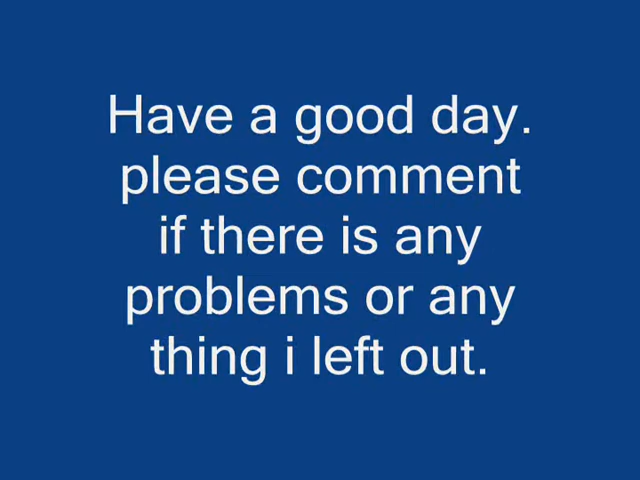 Have a good day.
please comment
if there is any
problems or any
thing i left out.